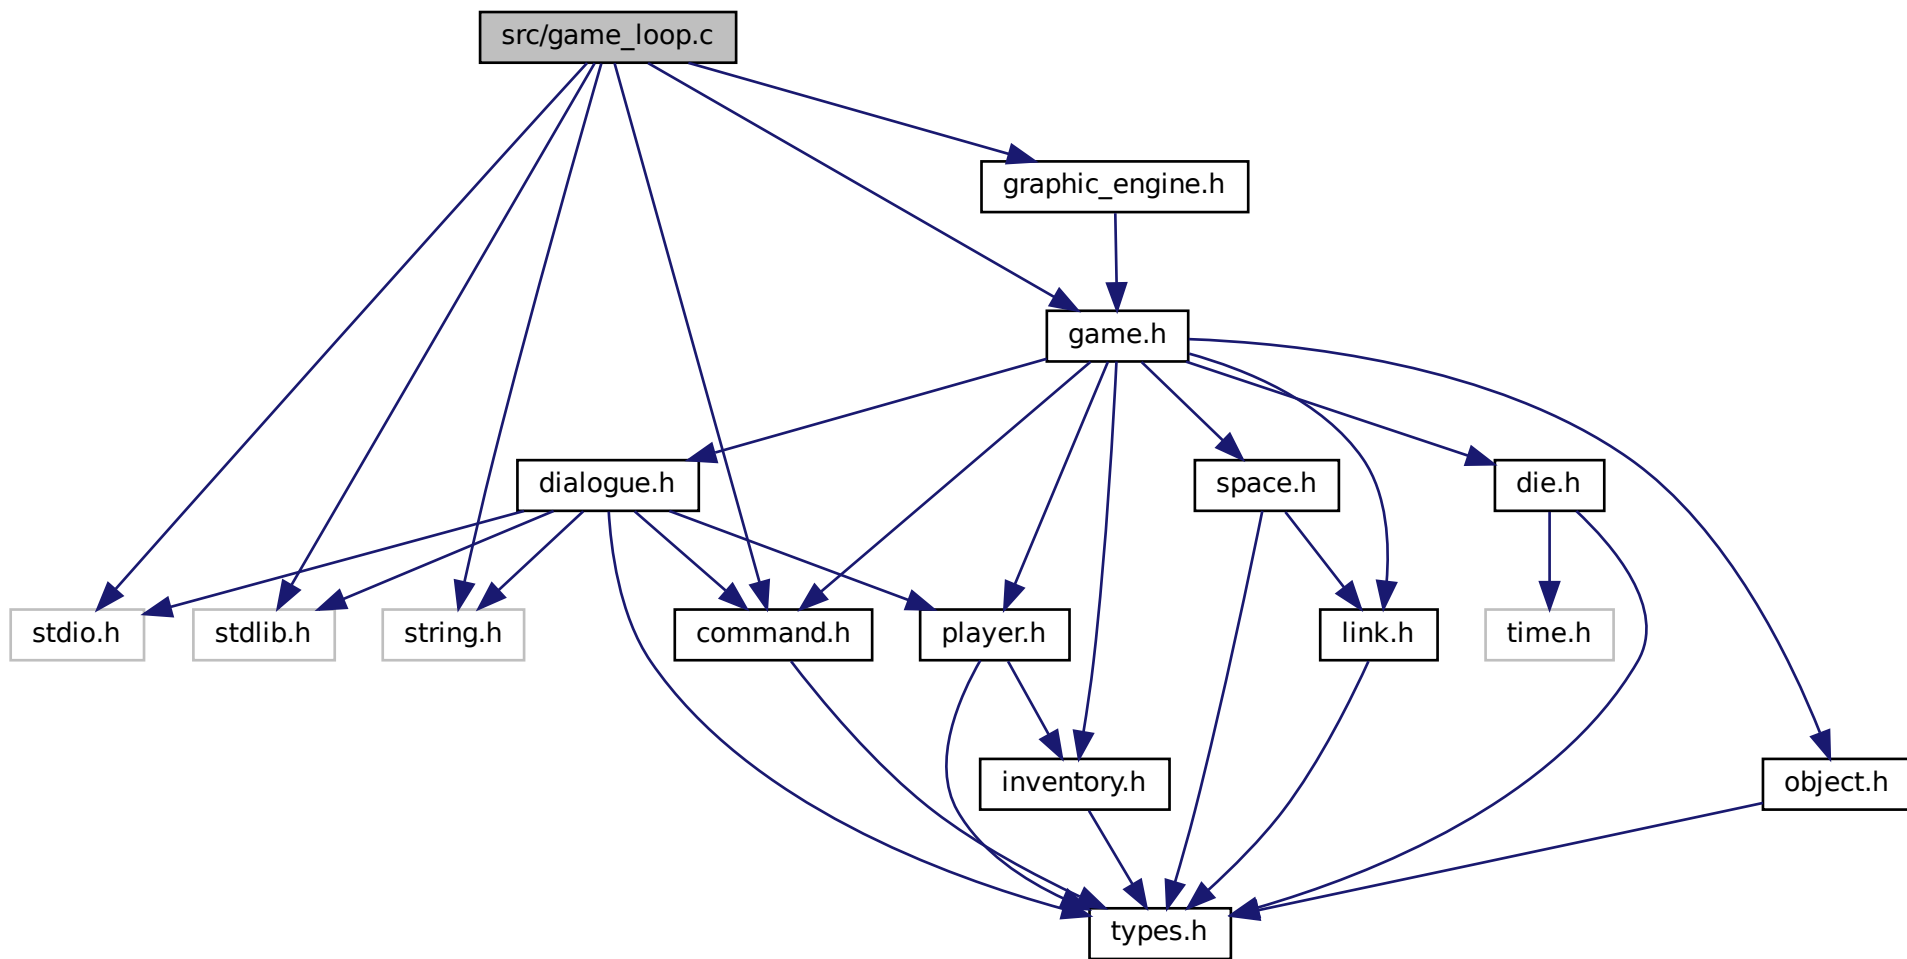 src/game_loop.c
graphic_engine.h
game.h
dialogue.h
space.h
die.h
stdio.h
stdlib.h
string.h
command.h
player.h
link.h
time.h
inventory.h
object.h
types.h